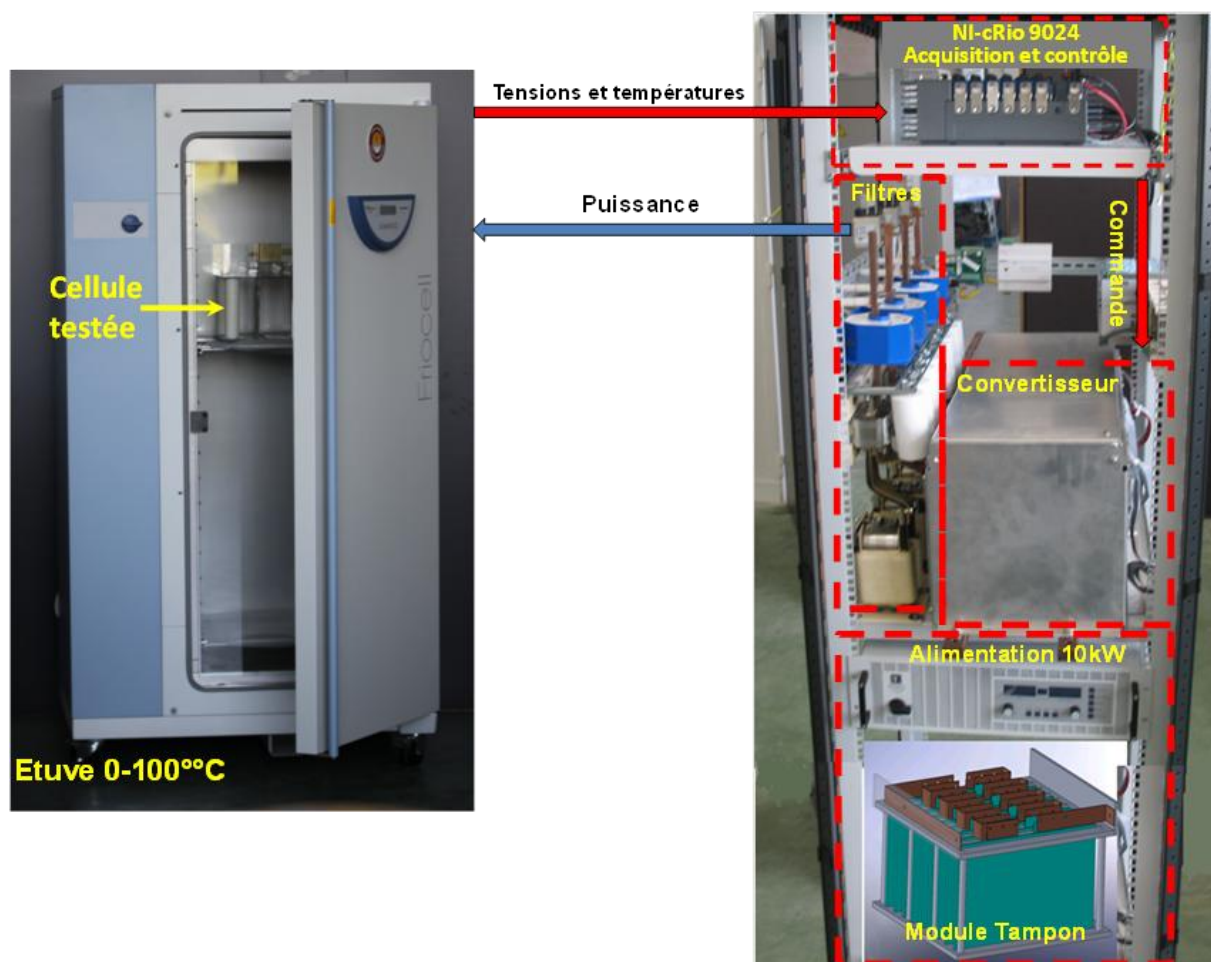 NI-cRio 9024
Acquisition et contrôle
Tensions et températures
Filtres
Puissance
Commande
Cellule
testée
Friocell
Convertisseur
Alimentation 10kW
Etuve 0-100°°C
Module Tampon